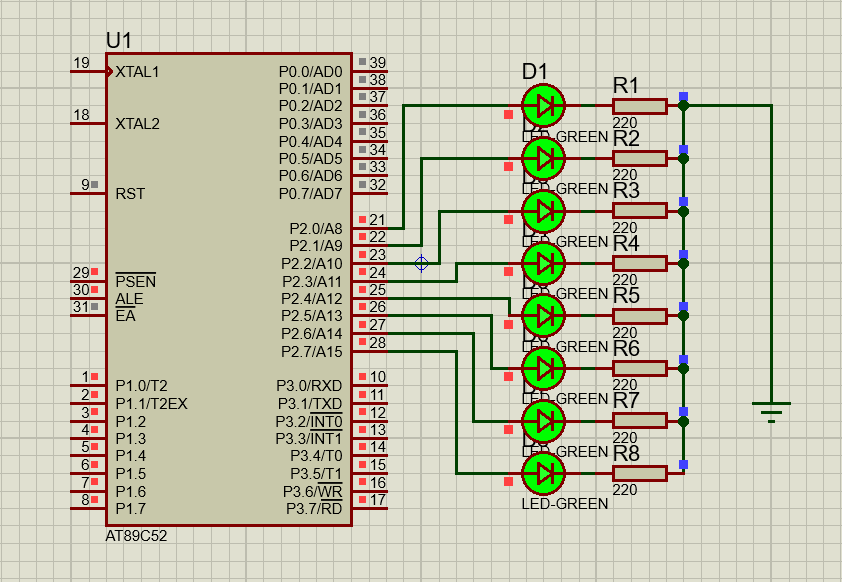 U1
19 XTAL1
18 XTAL2
9 RST
29 PSEN
30 ALE
31 EA
1 P1.0/T2
2 P1.1/T2EX
3 P1.2
4 P1.3
5 P1.4
6 P1.5
7 P1.6
8 P1.7
P0.0/AD0 39
P0.1/AD1 38
P0.2/AD2 37
P0.3/AD3 36
P0.4/AD4 35
P0.5/AD5 34
P0.6/AD6 33
P0.7/AD7 32
P2.0/A8 21
P2.1/A9 22
P2.2/A10 23
P2.3/A11 24
P2.4/A12 25
P2.5/A13 26
P2.6/A14 27
P2.7/A15 28
P3.0/RXD 10
P3.1/TXD 11
P3.2/INT0 12
P3.3/INT1 13
P3.4/T0 14
P3.5/T1 15
P3.6/WR 16
P3.7/RD 17
AT89C52
D1
R1
220
LED-GREEN
R2
220
LED-GREEN
R3
220
LED-GREEN
R4
220
LED-GREEN
R5
220
LED-GREEN
R6
220
LED-GREEN
R7
220
LED-GREEN
R8
220
LED-GREEN